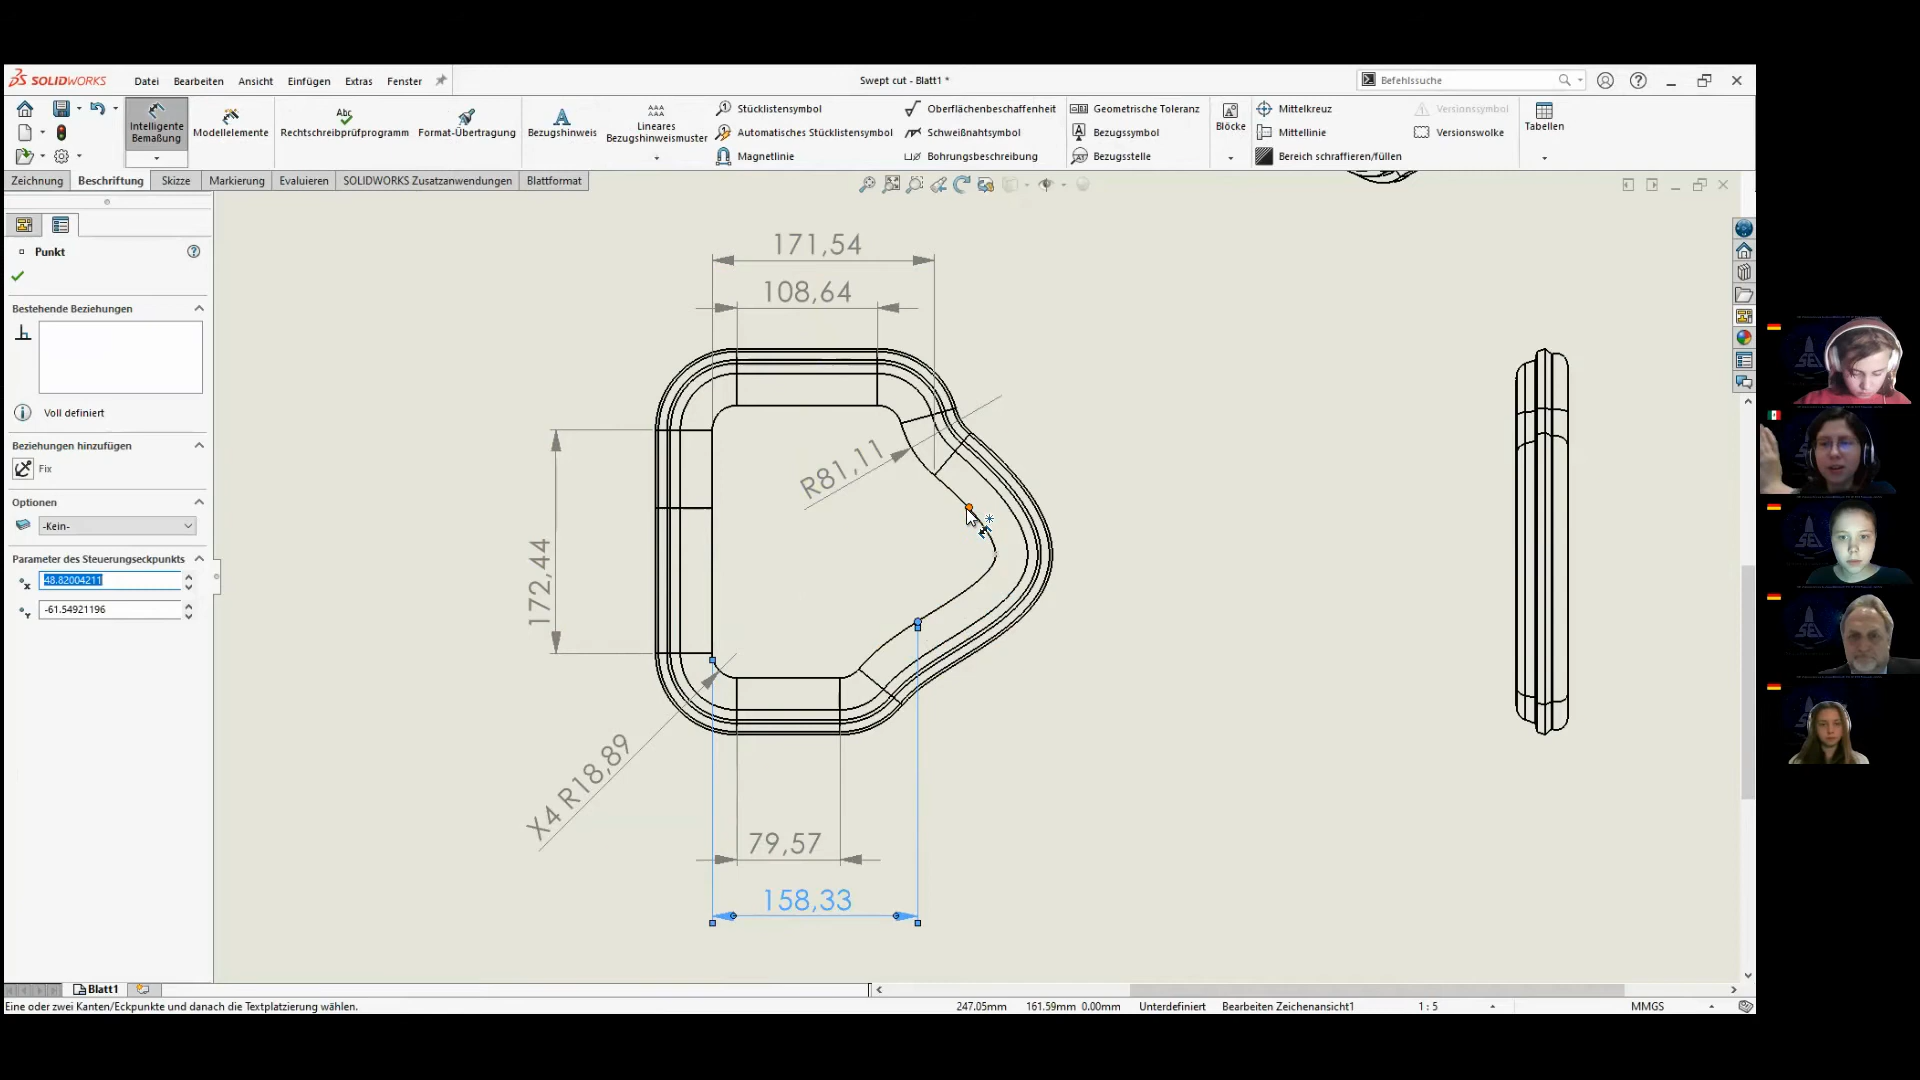 SOLIDWORKS Datei Bearbeiten Ansicht Einfügen Extras Fenster Swept cut - Blatt1 * Befehlssuche
Intelligente Bemaßung
Modellelemente
Abc
Rechtschreibprüfprogramm
Format-Übertragung
Bezugshinweis
Lineares Bezugshinweismuster
Stücklistensymbol
Automatisches Stücklistensymbol
Magnetlinie
Oberflächenbeschaffenheit
Schweißnahtsymbol
Bohrungsbeschreibung
Geometrische Toleranz
Bezugssymbol
Bezugsstelle
Blöcke
Mittelkreuz
Mittellinie
Bereich schraffieren/füllen
Versionssymbol
Versionswolke
Tabellen
Zeichnung Beschriftung Skizze Markierung Evaluieren SOLIDWORKS Zusatzanwendungen Blattformat
Punkt
Bestehende Beziehungen
Voll definiert
Beziehungen hinzufügen
Fix
Optionen
-Kein-
Parameter des Steuerungseckpunkts
48.82004211
-61.54921196
171,54
108,64
R81,11
172,44
X4 R18,89
79,57
158,33
Blatt1
Eine oder zwei Kanten/Eckpunkte und danach die Textplatzierung wählen. 247.05mm 161.59mm 0.00mm Unterdefiniert Bearbeiten Zeichenansicht1 1 : 5 MMGS